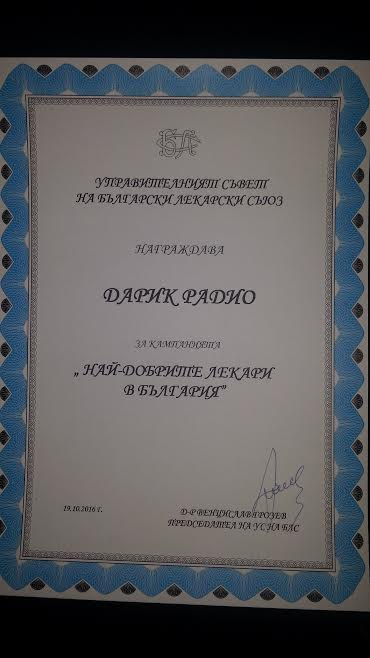 УПРАВИТЕЛНИЯТ СЪВЕТ
НА БЪЛГАРСКИ ЛЕКАРСКИ СЪЮЗ
НАГРАЖДАВА
ДАРИК РАДИО
ЗА КАМПАНИЯТА
„НАЙ-ДОБРИТЕ ЛЕКАРИ
В БЪЛГАРИЯ"
19.10.2016 г.
Д-Р ВЕНЦИСЛАВ ГРОЗЕВ
ПРЕДСЕДАТЕЛ НА УС НА БЛС